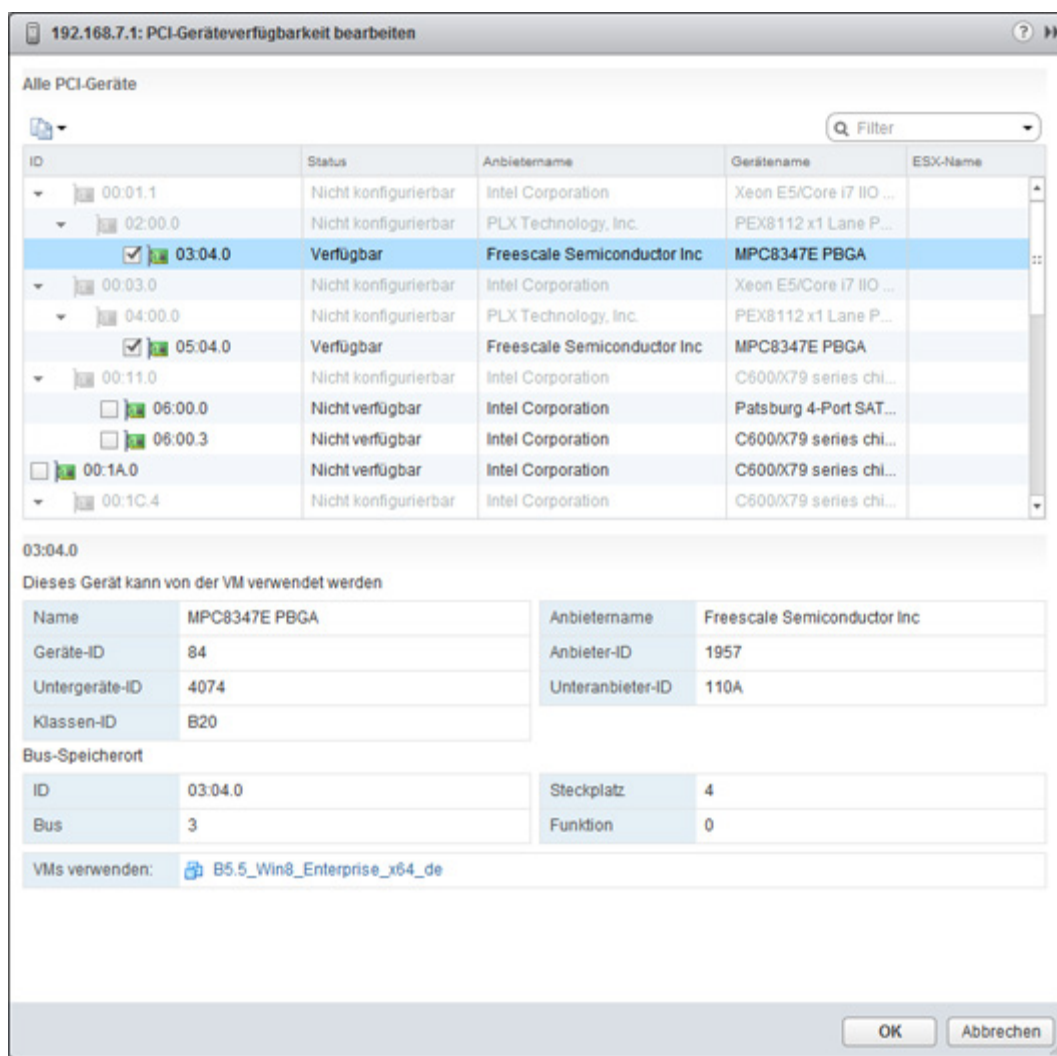 192.168.7.1: PCI-Geräteverfügbarkeit bearbeiten ?
Alle PCI-Geräte
Filter
ID Status Anbietername Gerätename ESX-Name
00:01.1 Nicht konfigurierbar Intel Corporation Xeon E5/Core i7 IIO ...
02:00.0 Nicht konfigurierbar PLX Technology, Inc. PEX8112 x1 Lane P...
03:04.0 Verfügbar Freescale Semiconductor Inc MPC8347E PBGA
00:03.0 Nicht konfigurierbar Intel Corporation Xeon E5/Core i7 IIO ...
04:00.0 Nicht konfigurierbar PLX Technology, Inc. PEX8112 x1 Lane P...
05:04.0 Verfügbar Freescale Semiconductor Inc MPC8347E PBGA
00:11.0 Nicht konfigurierbar Intel Corporation C600/X79 series chi...
06:00.0 Nicht verfügbar Intel Corporation Patsburg 4-Port SAT...
06:00.3 Nicht verfügbar Intel Corporation C600/X79 series chi...
00:1A.0 Nicht verfügbar Intel Corporation C600/X79 series chi...
00:1C.4 Nicht konfigurierbar Intel Corporation C600/X79 series chi...
03:04.0
Dieses Gerät kann von der VM verwendet werden
Name MPC8347E PBGA Anbietername Freescale Semiconductor Inc
Geräte-ID 84 Anbieter-ID 1957
Untergeräte-ID 4074 Unteranbieter-ID 110A
Klassen-ID B20
Bus-Speicherort
ID 03:04.0 Steckplatz 4
Bus 3 Funktion 0
VMs verwenden: B5.5_Win8_Enterprise_x64_de
OK Abbrechen